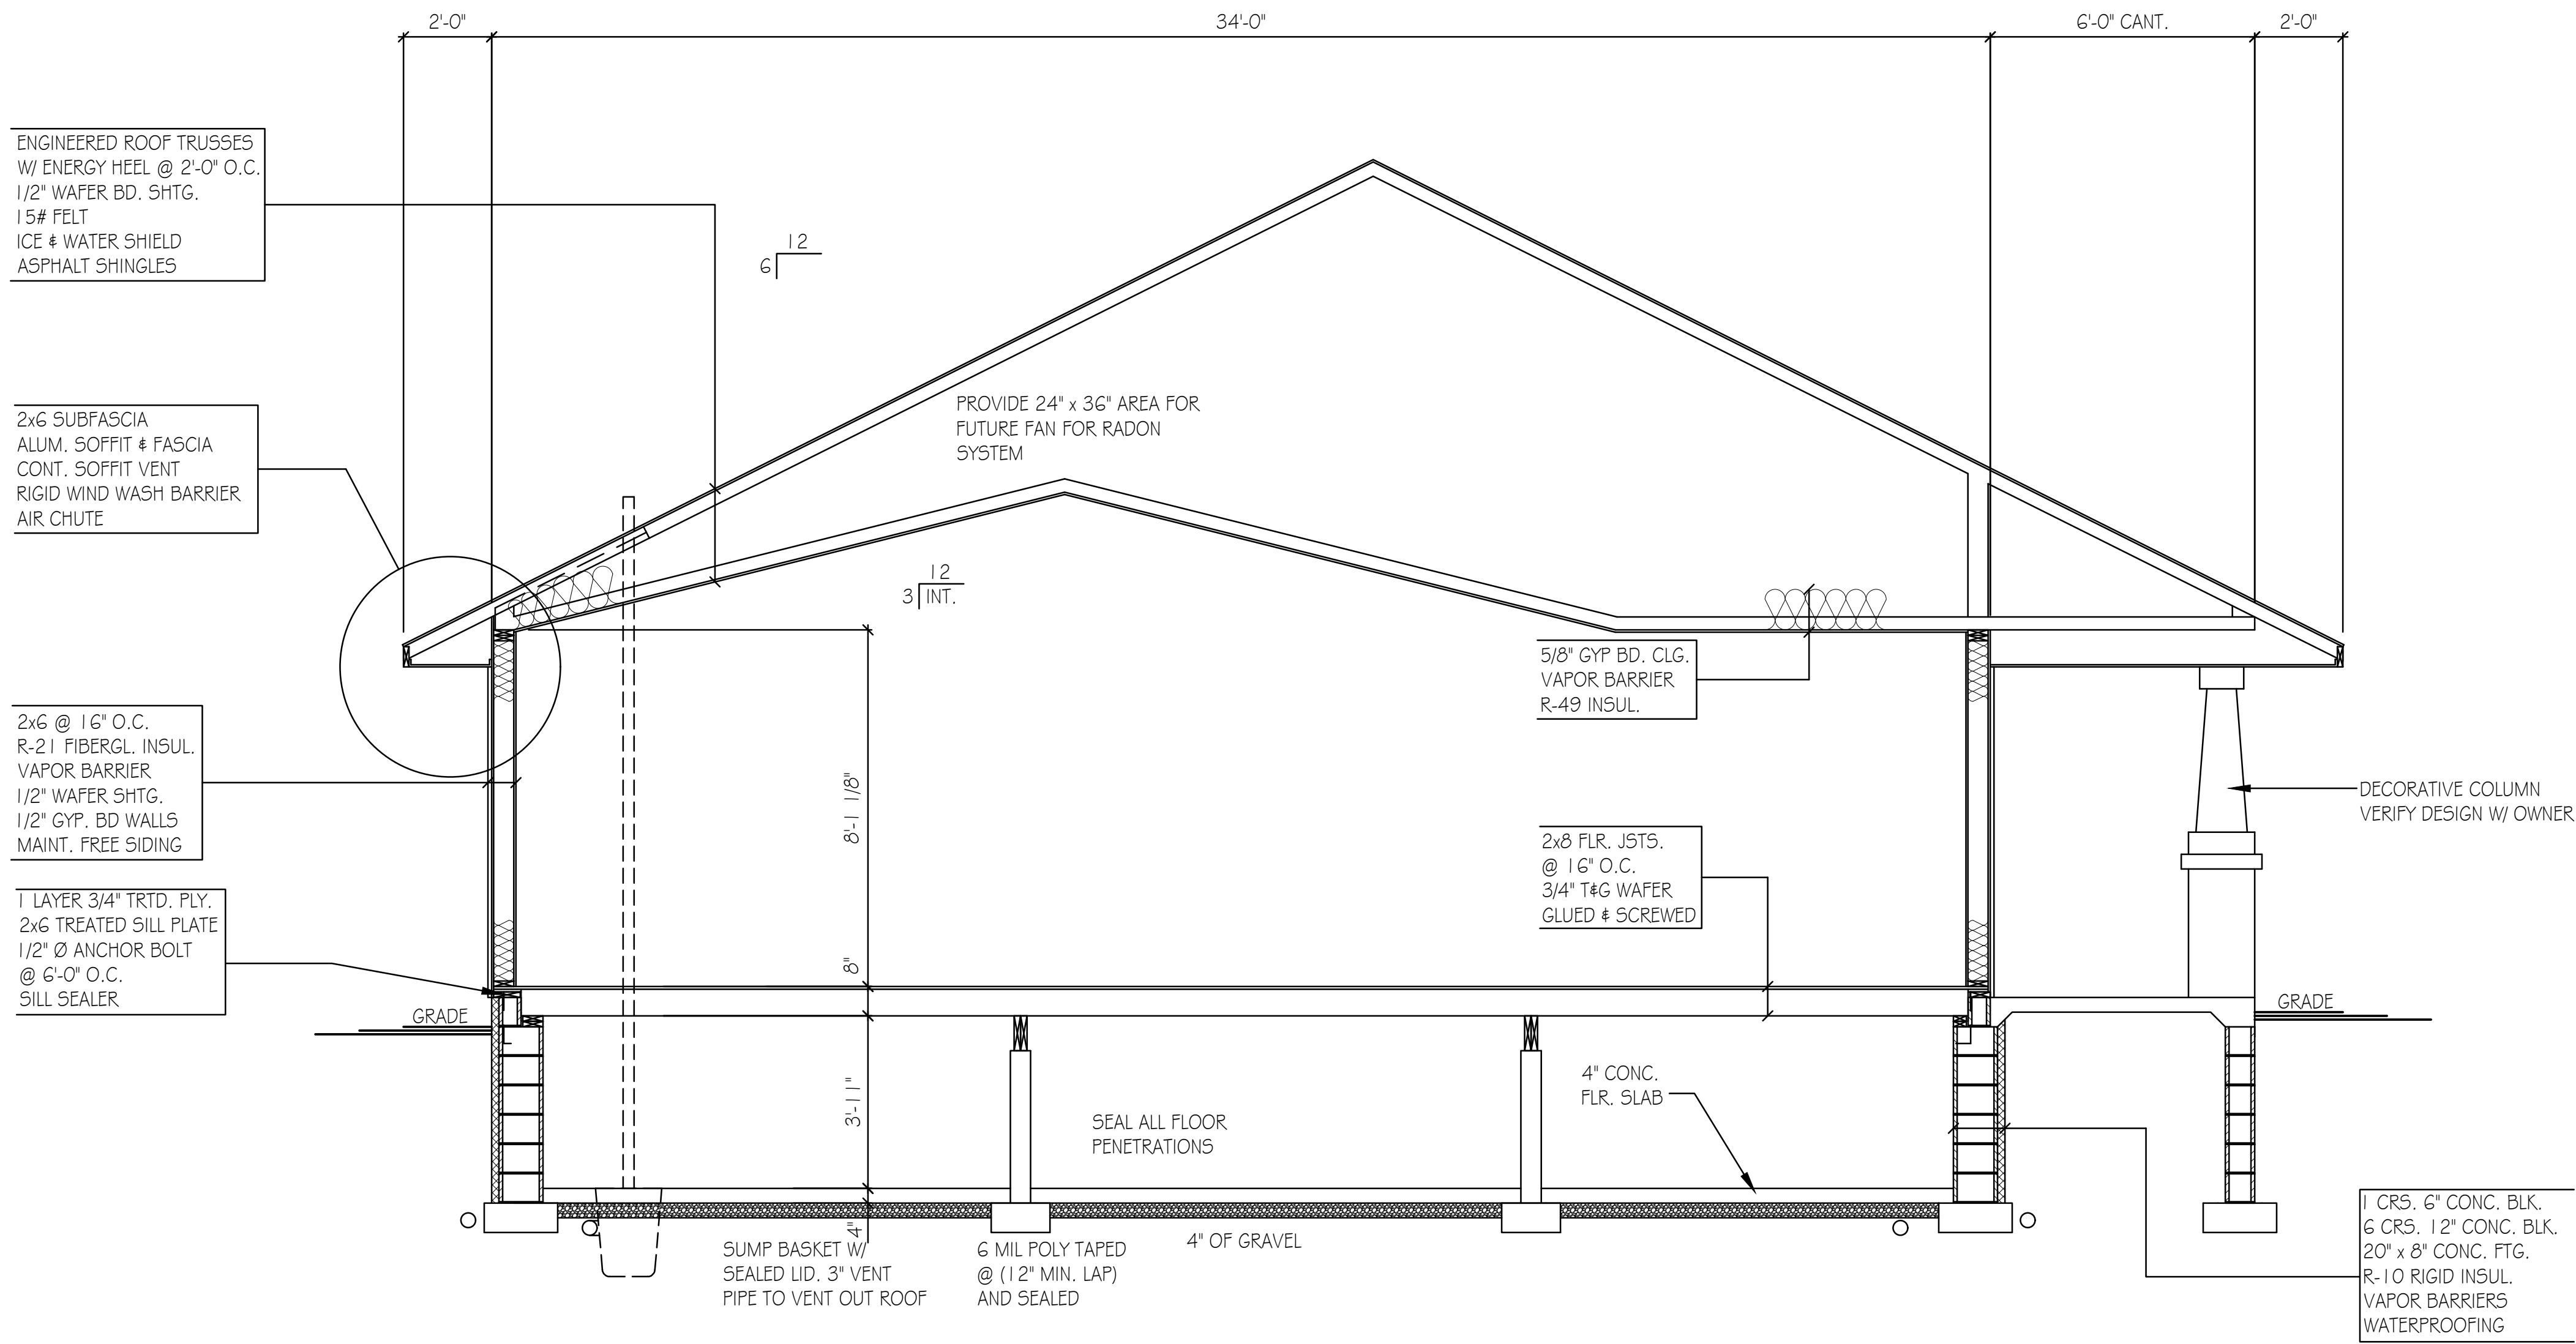 2'-0"
34'-0"
6'-0" CANT.
2'-0"
ENGINEERED ROOF TRUSSES
W/ ENERGY HEEL @ 2'-0" O.C.
1/2" WAFER BD. SHTG.
15# FELT
ICE & WATER SHIELD
ASPHALT SHINGLES
12
6
2x6 SUBFASCIA
ALUM. SOFFIT & FASCIA
CONT. SOFFIT VENT
RIGID WIND WASH BARRIER
AIR CHUTE
PROVIDE 24" x 36" AREA FOR
FUTURE FAN FOR RADON
SYSTEM
12
3
INT.
5/8" GYP BD. CLG.
VAPOR BARRIER
R-49 INSUL.
2x6 @ 16" O.C.
R-21 FIBERGL. INSUL.
VAPOR BARRIER
1/2" WAFER SHTG.
1/2" GYP. BD WALLS
MAINT. FREE SIDING
8'-1 1/8"
DECORATIVE COLUMN
VERIFY DESIGN W/ OWNER
2x8 FLR. JSTS.
@ 16" O.C.
3/4" T&G WAFER
GLUED & SCREWED
1 LAYER 3/4" TRTD. PLY.
2x6 TREATED SILL PLATE
1/2" Ø ANCHOR BOLT
@ 6'-0" O.C.
SILL SEALER
8"
GRADE
GRADE
3'-11"
SEAL ALL FLOOR
PENETRATIONS
4" CONC.
FLR. SLAB
4"
SUMP BASKET W/
SEALED LID. 3" VENT
PIPE TO VENT OUT ROOF
6 MIL POLY TAPED
@ (12" MIN. LAP)
AND SEALED
4" OF GRAVEL
1 CRS. 6" CONC. BLK.
6 CRS. 12" CONC. BLK.
20" x 8" CONC. FTG.
R-10 RIGID INSUL.
VAPOR BARRIERS
WATERPROOFING